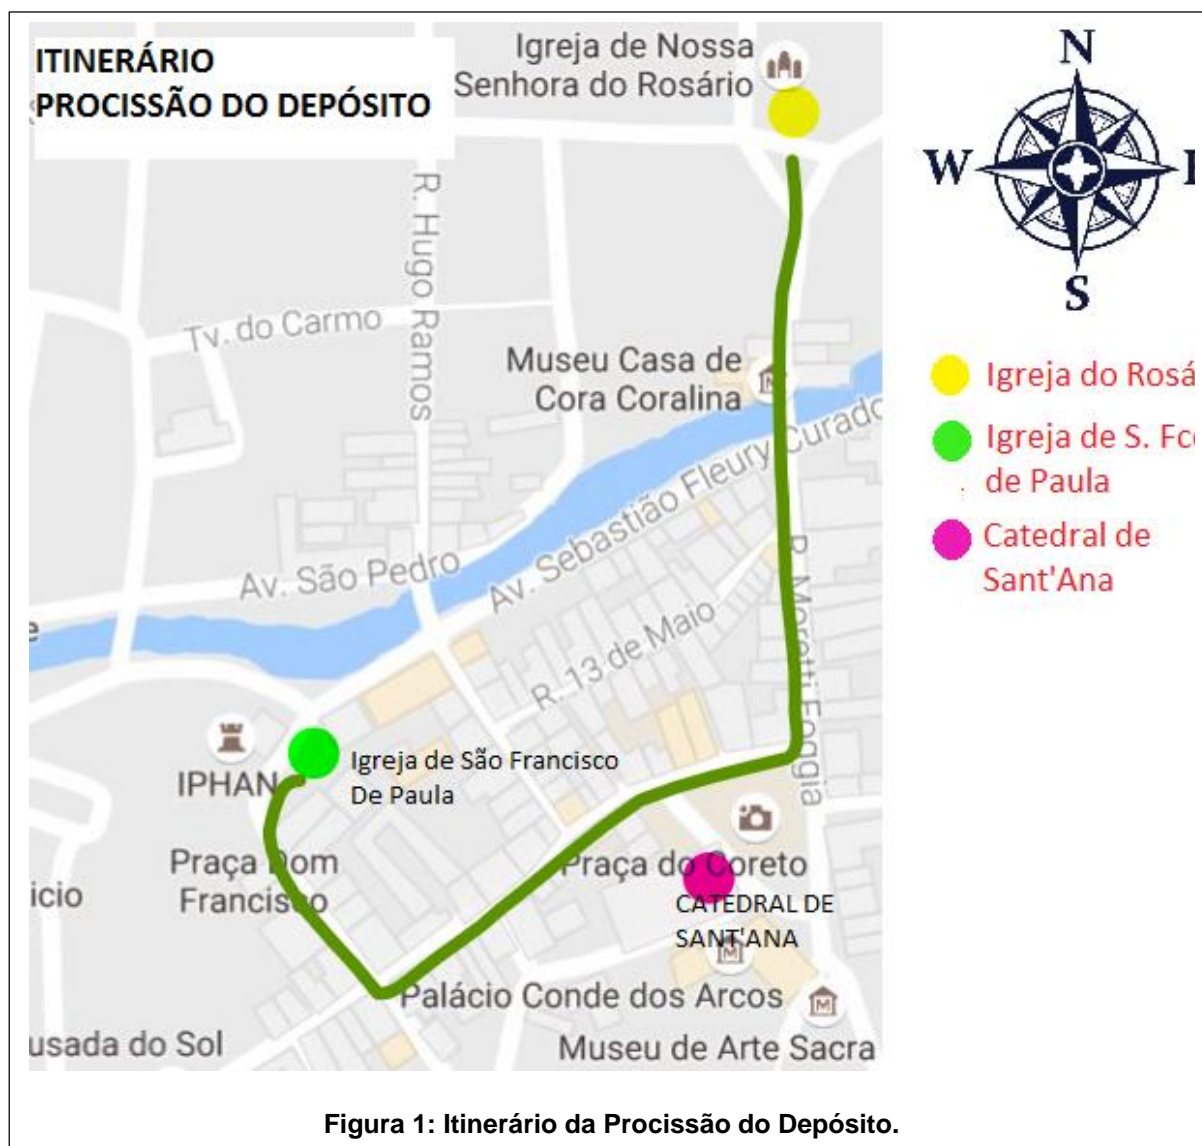 ITINERÁRIO
PROCISSÃO DO DEPÓSITO
Igreja de Nossa
Senhora do Rosário
R. Hugo Ramos
Tv. do Carmo
Museu Casa de
Cora Coralina
Av. São Pedro
Av. Sebastião Fleury Curado
R. 13 de Maio
R. Moretti Foggia
IPHAN
Igreja de São Francisco
De Paula
Praça Dom
Francisco
icio
Praça do Coreto
CATEDRAL DE
SANT'ANA
Palácio Conde dos Arcos
usada do Sol
Museu de Arte Sacra
N
W
S
Igreja do Rosá
Igreja de S. Fc
de Paula
Catedral de
Sant'Ana
Figura 1: Itinerário da Procissão do Depósito.